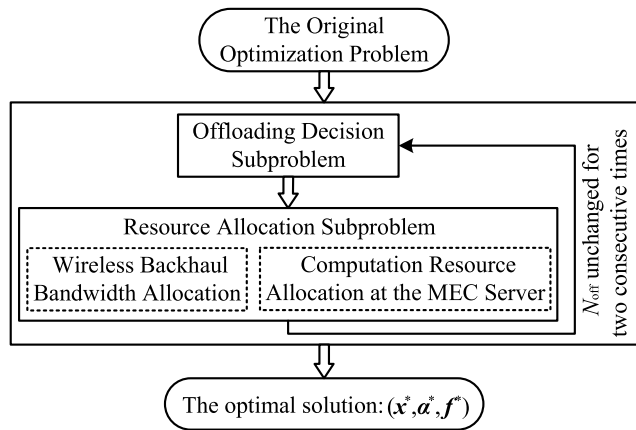 The Original
Optimization Problem
Offloading Decision
Subproblem
Resource Allocation Subproblem
Wireless Backhaul
Bandwidth Allocation
Computation Resource
Allocation at the MEC Server
N_off unchanged for
two consecutive times
The optimal solution: (x*,α*,f*)